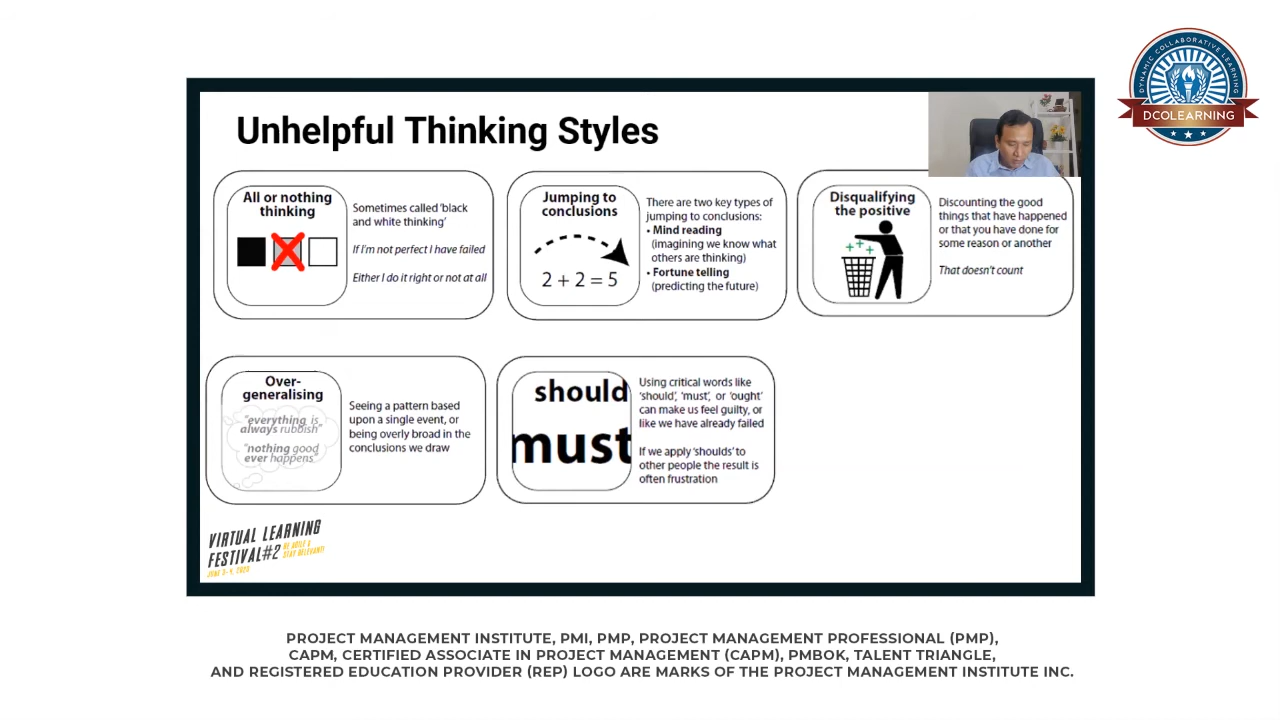 DYNAMIC COLLABORATIVE LEARNING
DCOLEARNING
Unhelpful Thinking Styles
All or nothing
thinking
Sometimes called 'black
and white thinking'
If I'm not perfect I have failed
Either I do it right or not at all
Jumping to
conclusions
2 + 2 = 5
There are two key types of
jumping to conclusions:
• Mind reading
(imagining we know what
others are thinking)
• Fortune telling
(predicting the future)
Disqualifying
the positive
Discounting the good
things that have happened
or that you have done for
some reason or another
That doesn't count
Over-
generalising
"everything is
always rubbish"
"nothing good
ever happens"
Seeing a pattern based
upon a single event, or
being overly broad in the
conclusions we draw
should
must
Using critical words like
'should', 'must', or 'ought'
can make us feel guilty, or
like we have already failed
If we apply 'shoulds' to
other people the result is
often frustration
VIRTUAL LEARNING
FESTIVAL#2
BE AGILE &
STAY RELEVANT!
PROJECT MANAGEMENT INSTITUTE, PMI, PMP, PROJECT MANAGEMENT PROFESSIONAL (PMP),
CAPM, CERTIFIED ASSOCIATE IN PROJECT MANAGEMENT (CAPM), PMBOK, TALENT TRIANGLE,
AND REGISTERED EDUCATION PROVIDER (REP) LOGO ARE MARKS OF THE PROJECT MANAGEMENT INSTITUTE INC.